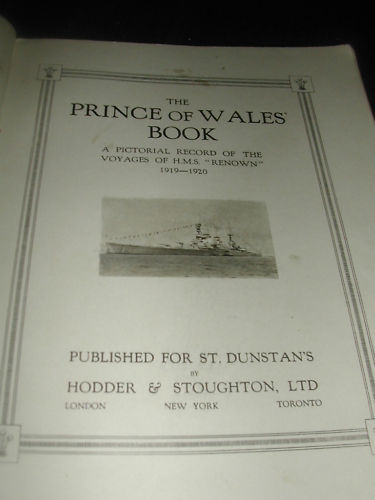 THE
PRINCE OF WALES'
BOOK
A PICTORIAL RECORD OF THE
VOYAGES OF H.M.S. "RENOWN"
1919—1920
PUBLISHED FOR ST. DUNSTAN'S
BY
HODDER & STOUGHTON, LTD
LONDON NEW YORK TORONTO